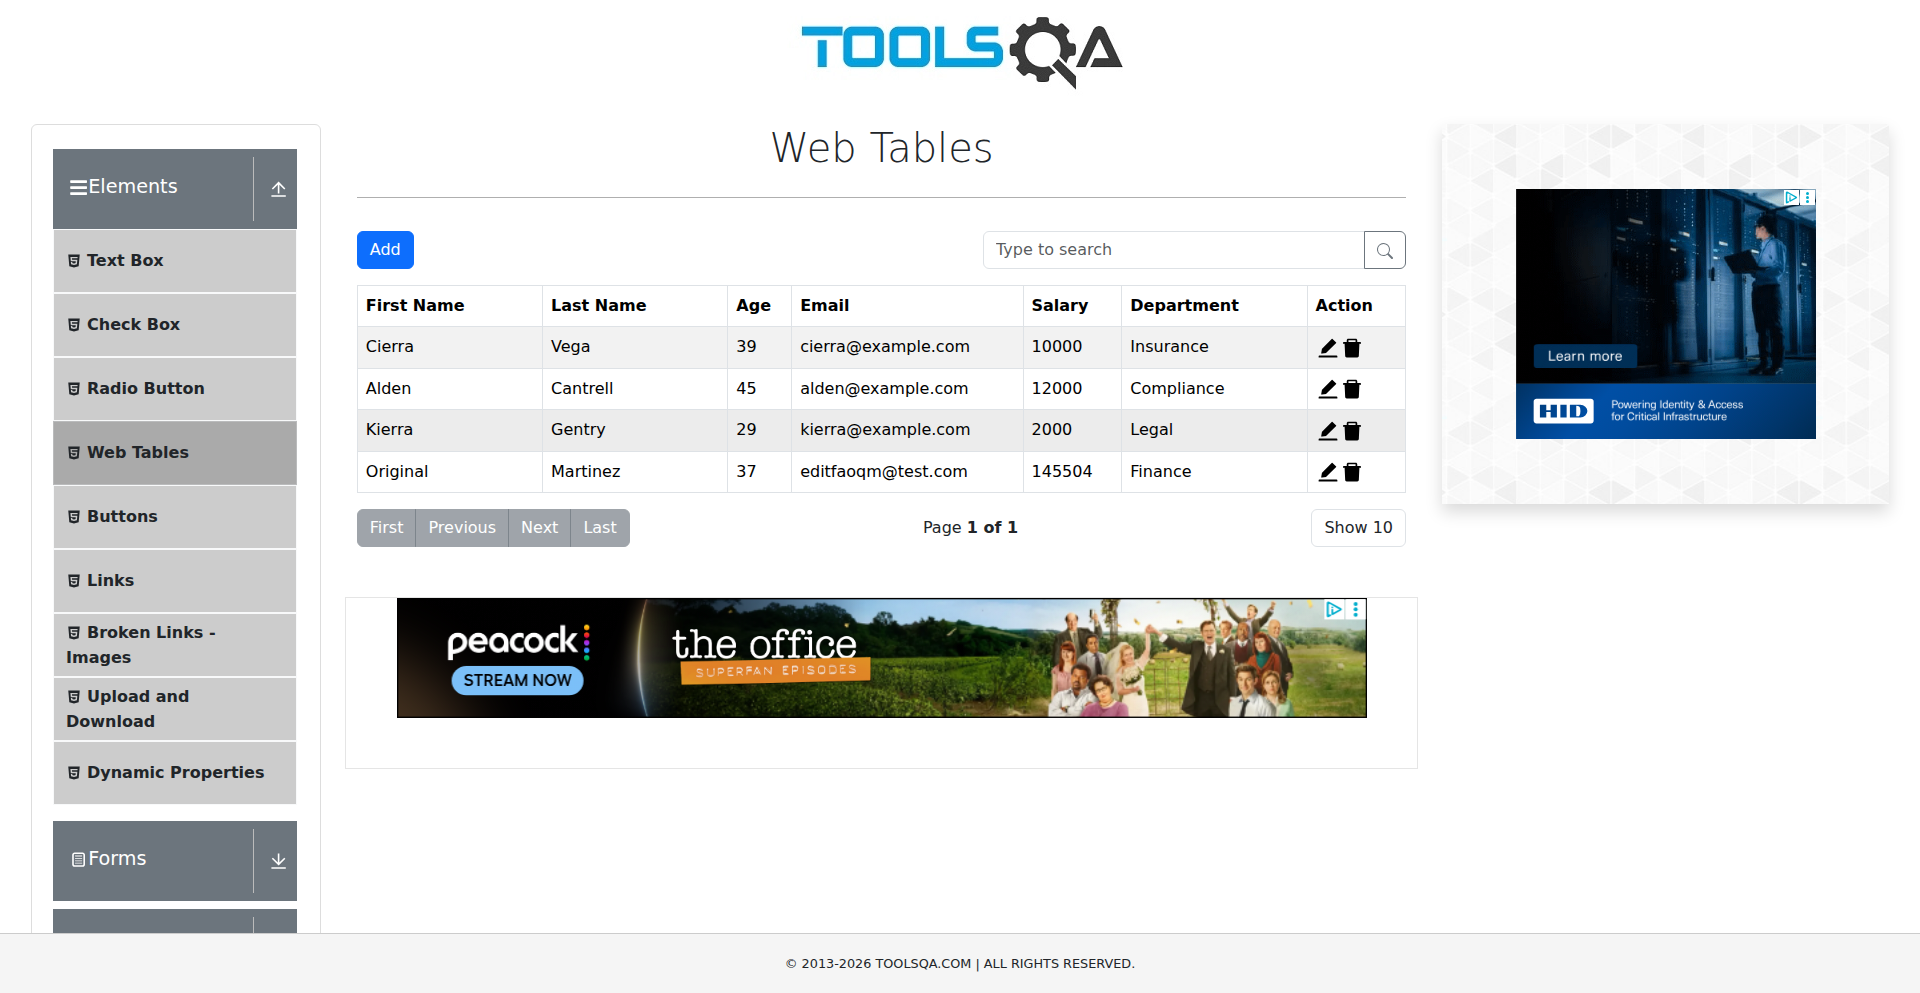 TOOLSQA
Elements
Text Box
Check Box
Radio Button
Web Tables
Buttons
Links
Broken Links -
Images
Upload and
Download
Dynamic Properties
Forms
Web Tables
Add
Type to search
First Name Last Name Age Email Salary Department Action
Cierra Vega 39 cierra@example.com 10000 Insurance
Alden Cantrell 45 alden@example.com 12000 Compliance
Kierra Gentry 29 kierra@example.com 2000 Legal
Original Martinez 37 editfaoqm@test.com 145504 Finance
First Previous Next Last Page 1 of 1 Show 10
peacock
STREAM NOW
the office
SUPERFAN EPISODES
Learn more
HID
Powering Identity & Access
for Critical Infrastructure
© 2013-2026 TOOLSQA.COM | ALL RIGHTS RESERVED.